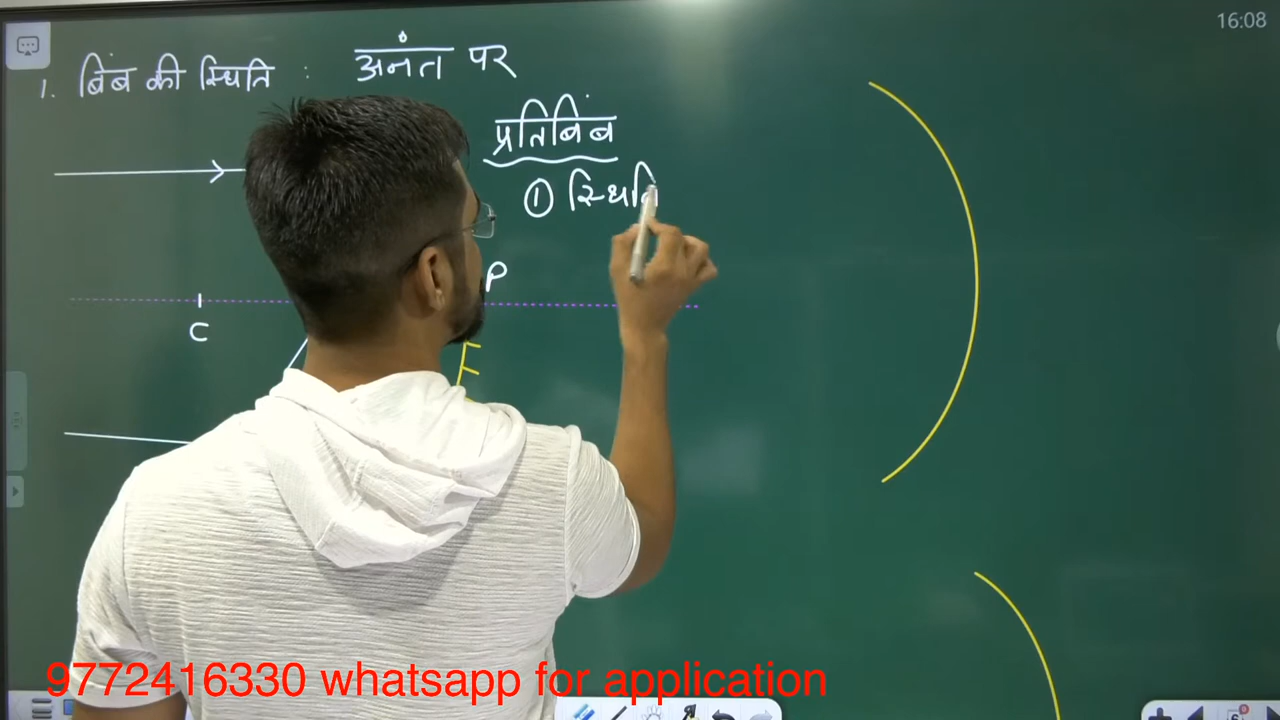 16:08
1. बिंब की स्थिति : अनंत पर
प्रतिबिंब
① स्थिति
P
C
9772416330 whatsapp for application